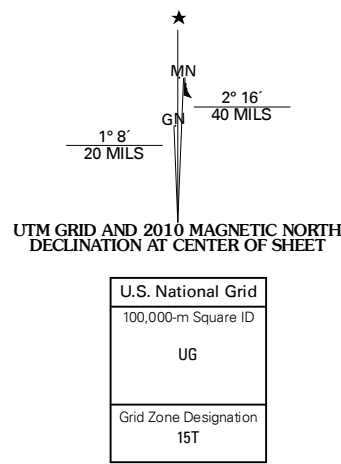 MN
GN
2° 16´
40 MILS
1° 8´
20 MILS
UTM GRID AND 2010 MAGNETIC NORTH
DECLINATION AT CENTER OF SHEET
U.S. National Grid
100,000-m Square ID
UG
Grid Zone Designation
15T